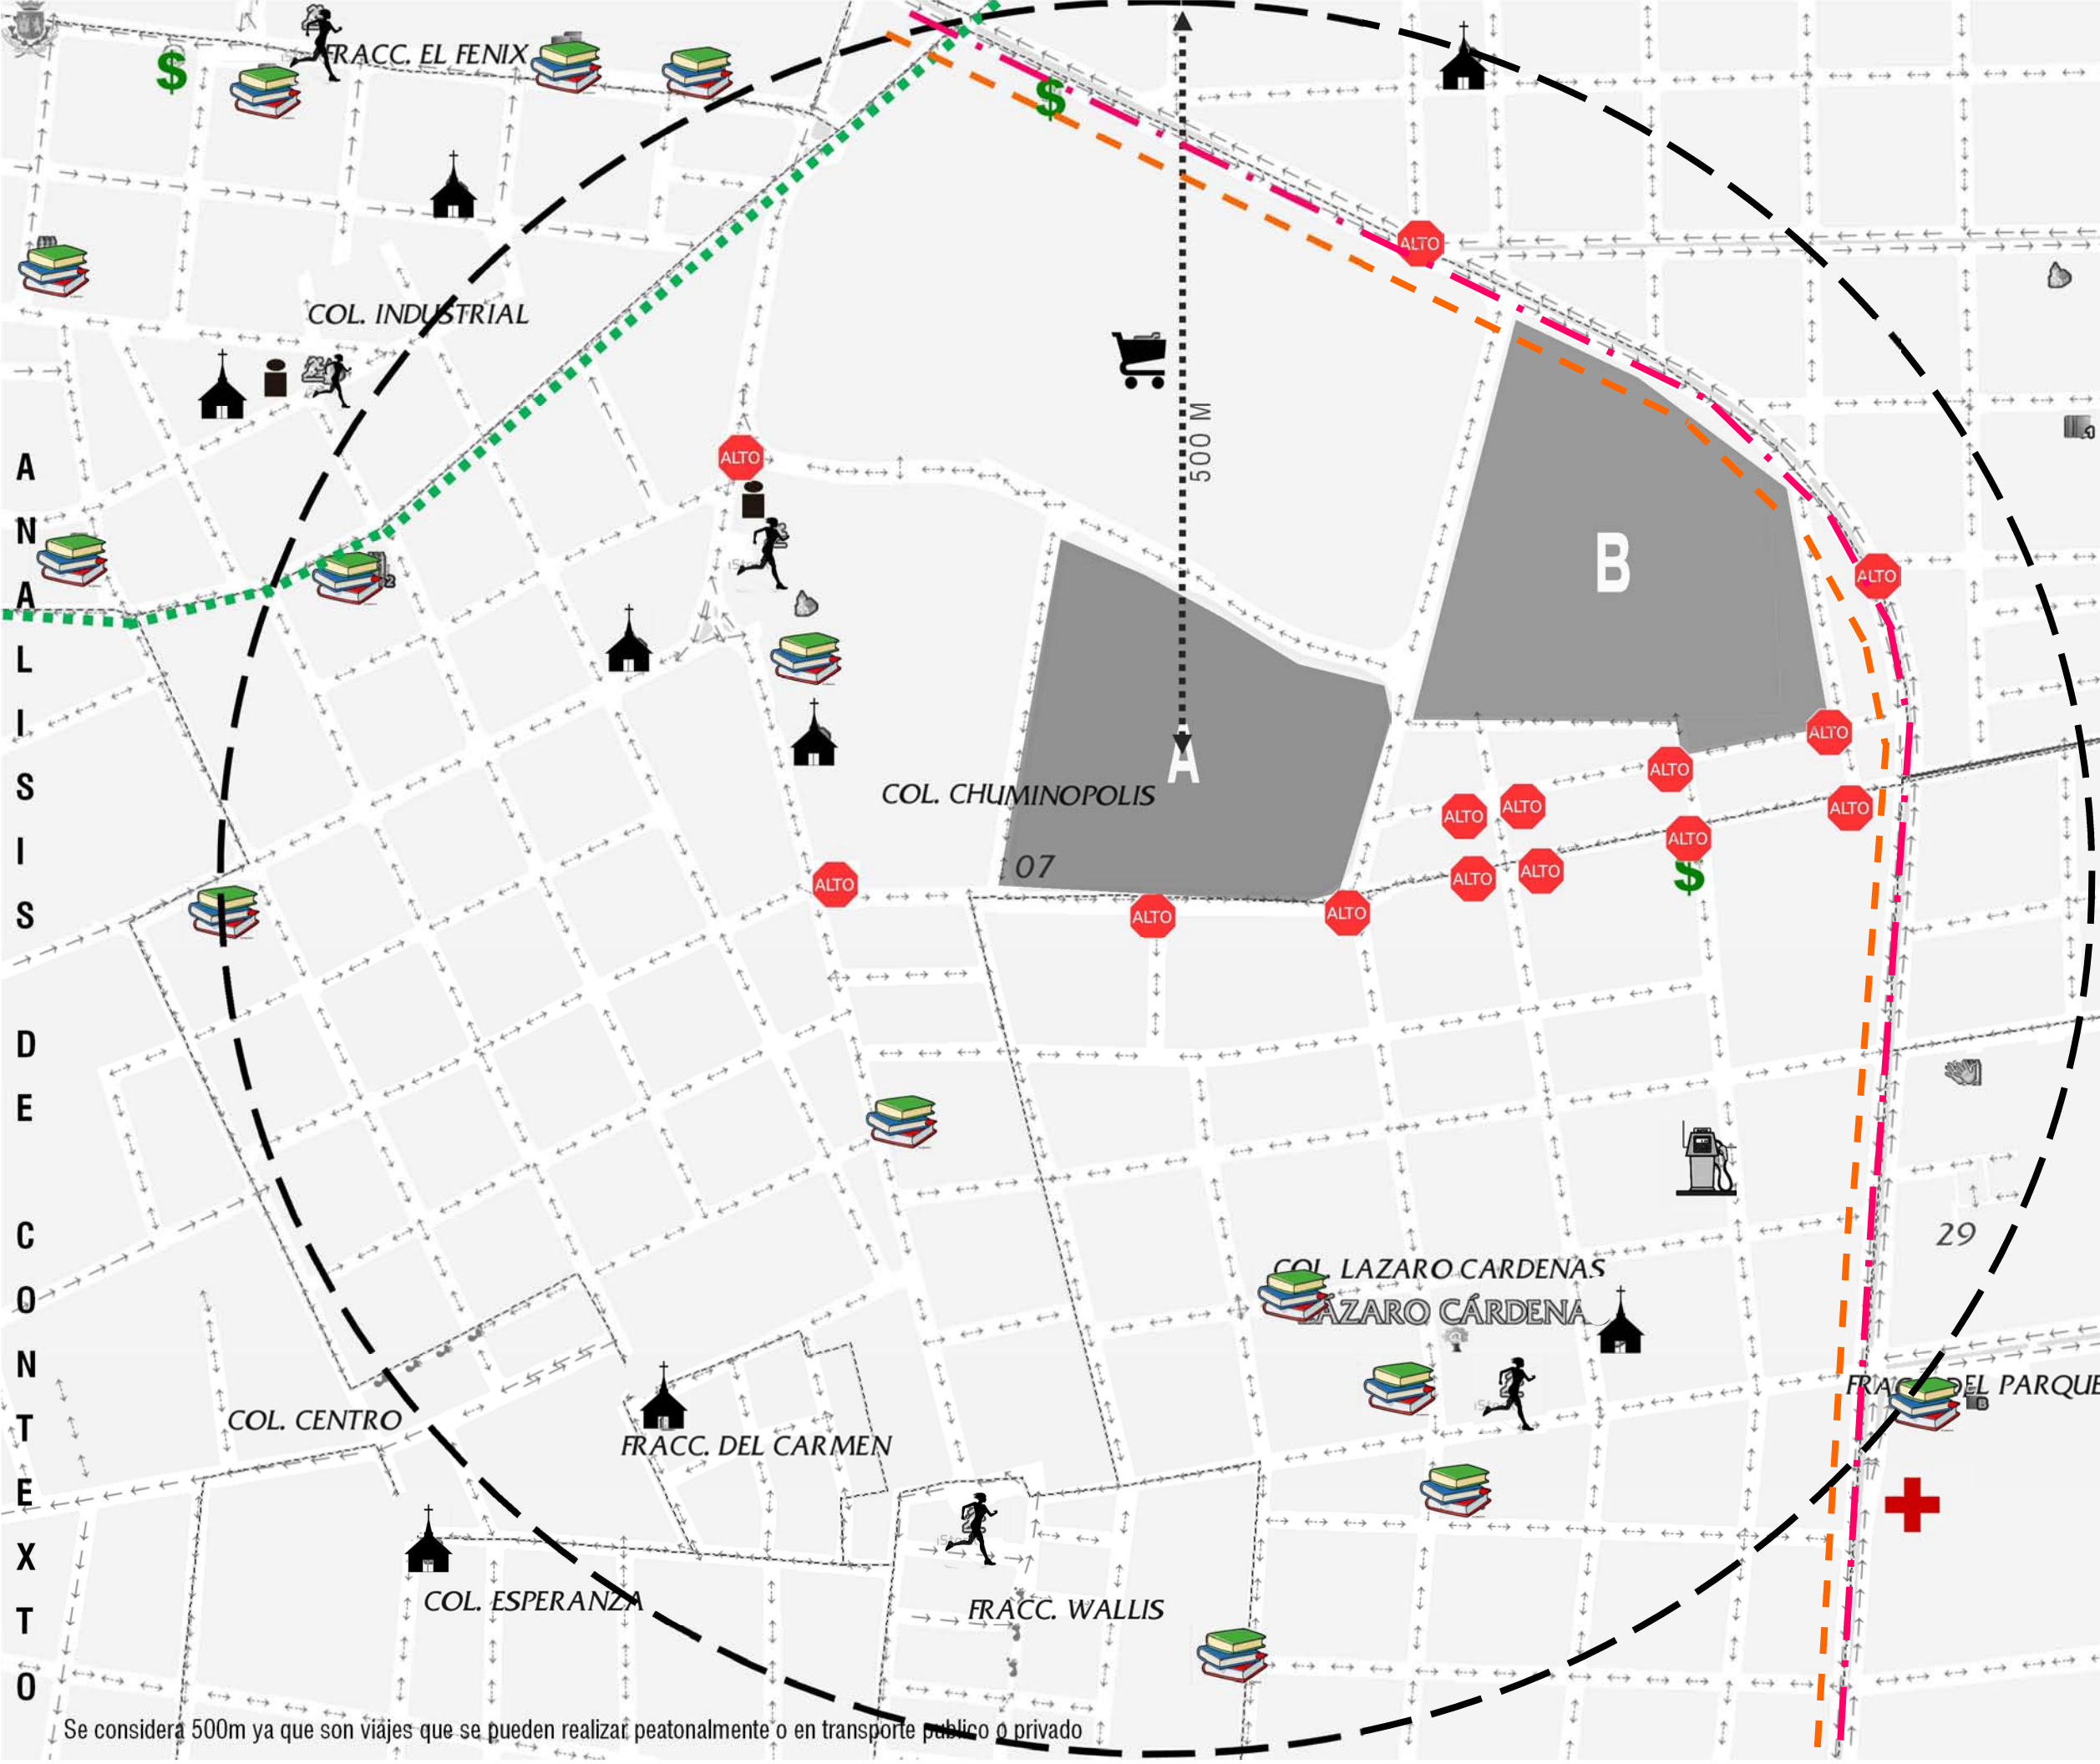 FRACC. EL FENIX
$
$
ALTO
COL. INDUSTRIAL
500 M
ALTO
B
ALTO
ALTO
A
ALTO
COL. CHUMINOPOLIS
ALTO
ALTO
ALTO
ALTO
07
ALTO
ALTO
ALTO
$
ALTO
ALTO
ALTO
29
COL. LAZARO CARDENAS
LAZARO CÁRDENA
FRACC. DEL PARQUE
COL. CENTRO
FRACC. DEL CARMEN
COL. ESPERANZA
FRACC. WALLIS
ANALISIS DE CONTEXTO
Se considera 500m ya que son viajes que se pueden realizar peatonalmente o en transporte publico o privado